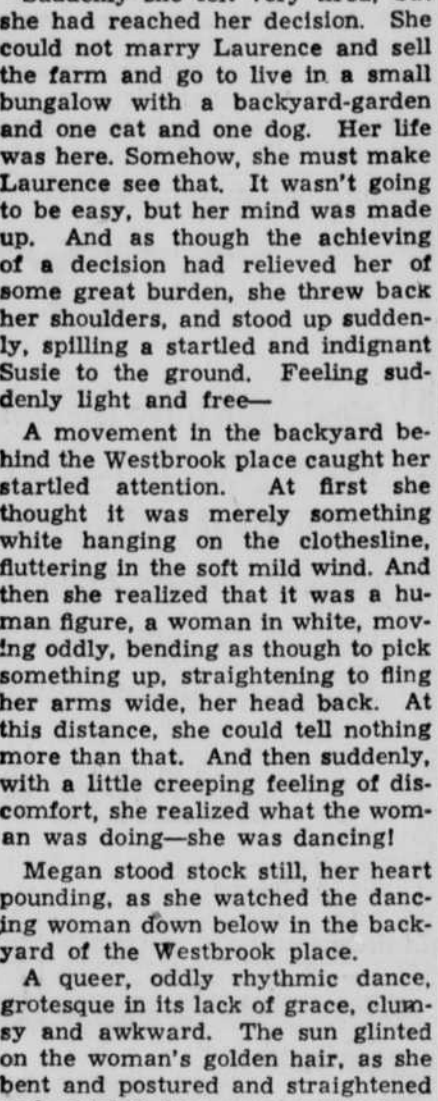 she had reached her decision. She
could not marry Laurence and sell
the farm and go to live in a small
bungalow with a backyard-garden
and one cat and one dog. Her life
was here. Somehow, she must make
Laurence see that. It wasn't going
to be easy, but her mind was made
up. And as though the achieving
of a decision had relieved her of
some great burden, she threw back
her shoulders, and stood up sudden-
ly, spilling a startled and indignant
Susie to the ground. Feeling sud-
denly light and free—
A movement in the backyard be-
hind the Westbrook place caught her
startled attention. At first she
thought it was merely something
white hanging on the clothesline,
fluttering in the soft mild wind. And
then she realized that it was a hu-
man figure, a woman in white, mov-
ing oddly, bending as though to pick
something up, straightening to fling
her arms wide, her head back. At
this distance, she could tell nothing
more than that. And then suddenly,
with a little creeping feeling of dis-
comfort, she realized what the wom-
an was doing—she was dancing!
Megan stood stock still, her heart
pounding, as she watched the danc-
ing woman down below in the back-
yard of the Westbrook place.
A queer, oddly rhythmic dance,
grotesque in its lack of grace, clum-
sy and awkward. The sun glinted
on the woman's golden hair, as she
bent and postured and straightened